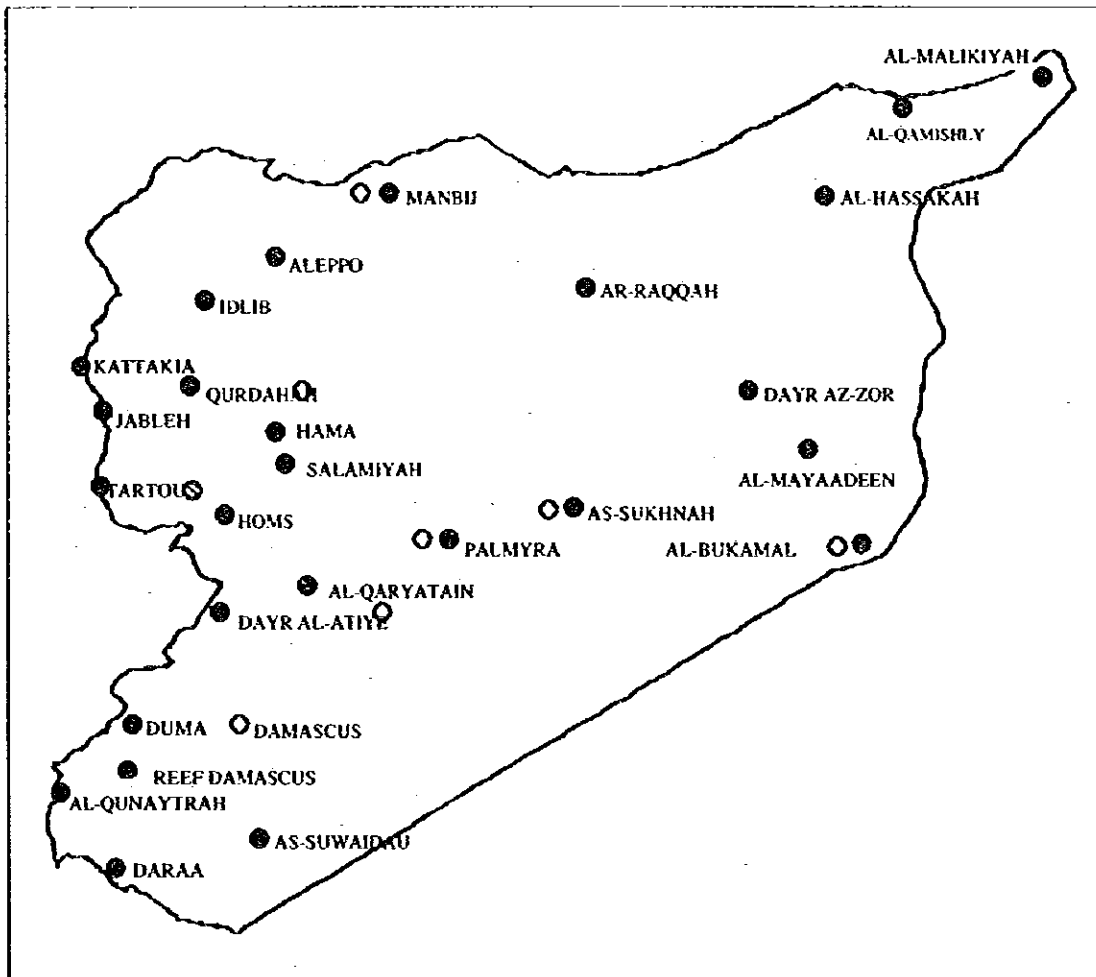 AL-MALIKIYAH
AL-QAMISHLY
MANBIJ
AL-HASSAKAH
ALEPPO
AR-RAQQAH
IDLIB
KATTAKIA
QURDAHAH
DAYR AZ-ZOR
JABLEH
HAMA
SALAMIYAH
AL-MAYAADEEN
TARTOUS
HOMS
AS-SUKHNAH
PALMYRA
AL-BUKAMAL
AL-QARYATAIN
DAYR AL-ATIYE
DUMA
DAMASCUS
REEF DAMASCUS
AL-QUNAYTRAH
AS-SUWAIDAU
DARAA